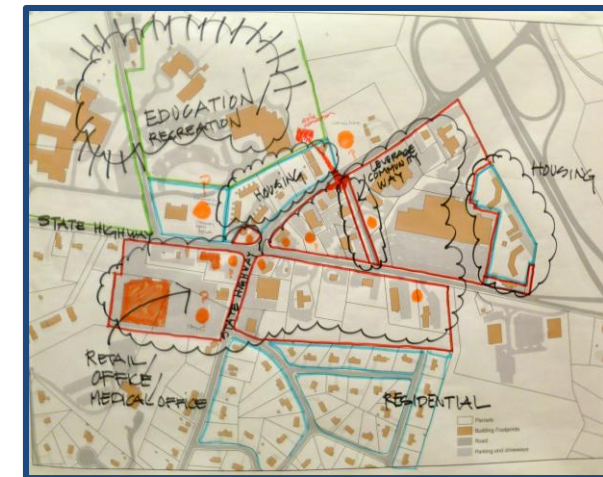 EDUCATION/
RECREATION
HOUSING
LEVERAGE
COMMUNITY
WAY
HOUSING
STATE HIGHWAY
STATE HIGHWAY
?
?
?
RETAIL/
OFFICE/
MEDICAL OFFICE
RESIDENTIAL
Parcels
Building Footprints
Road
Parking and driveways